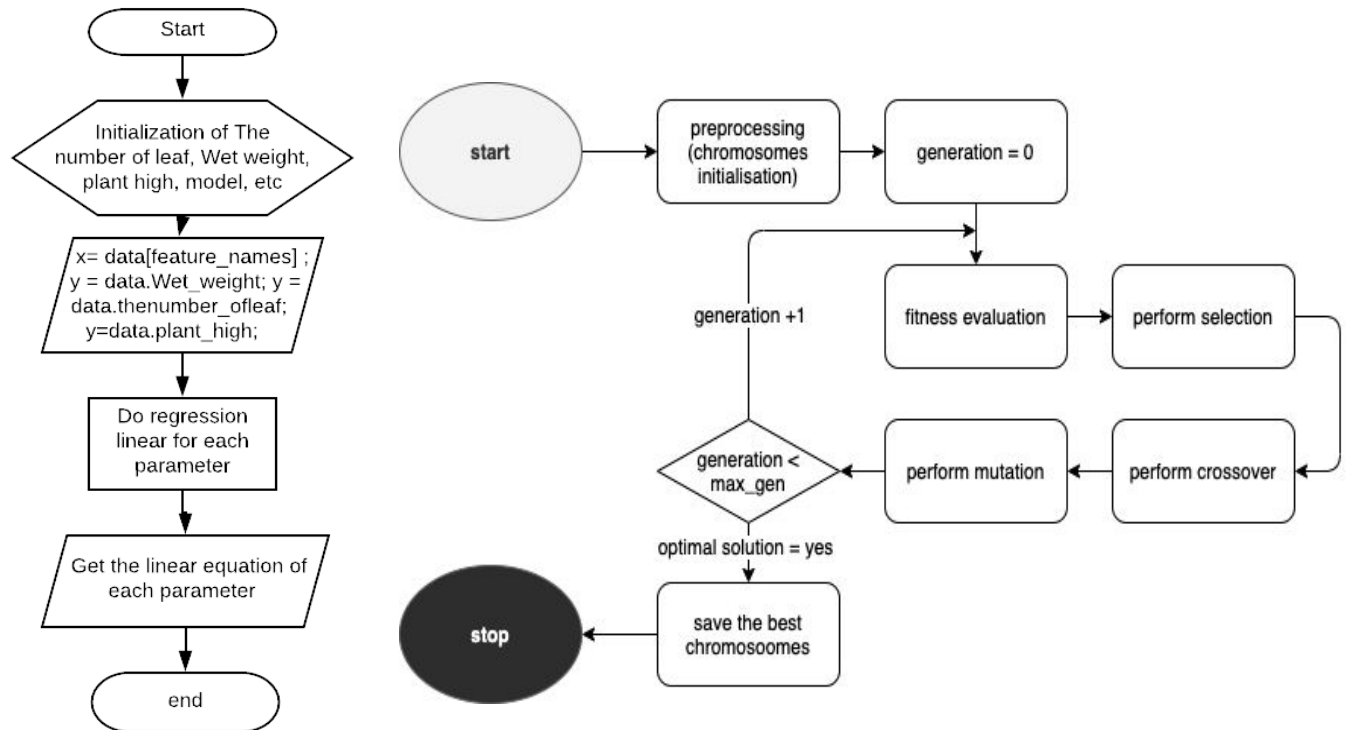 Start
Initialization of The
number of leaf, Wet weight,
plant high, model, etc
x= data[feature_names] ;
y = data.Wet_weight; y =
data.thenumber_ofleaf;
y=data.plant_high;
Do regression
linear for each
parameter
Get the linear equation of
each parameter
end
start
preprocessing
(chromosomes
initialisation)
generation = 0
generation +1
fitness evaluation
perform selection
perform crossover
perform mutation
generation <
max_gen
optimal solution = yes
save the best
chromosoomes
stop